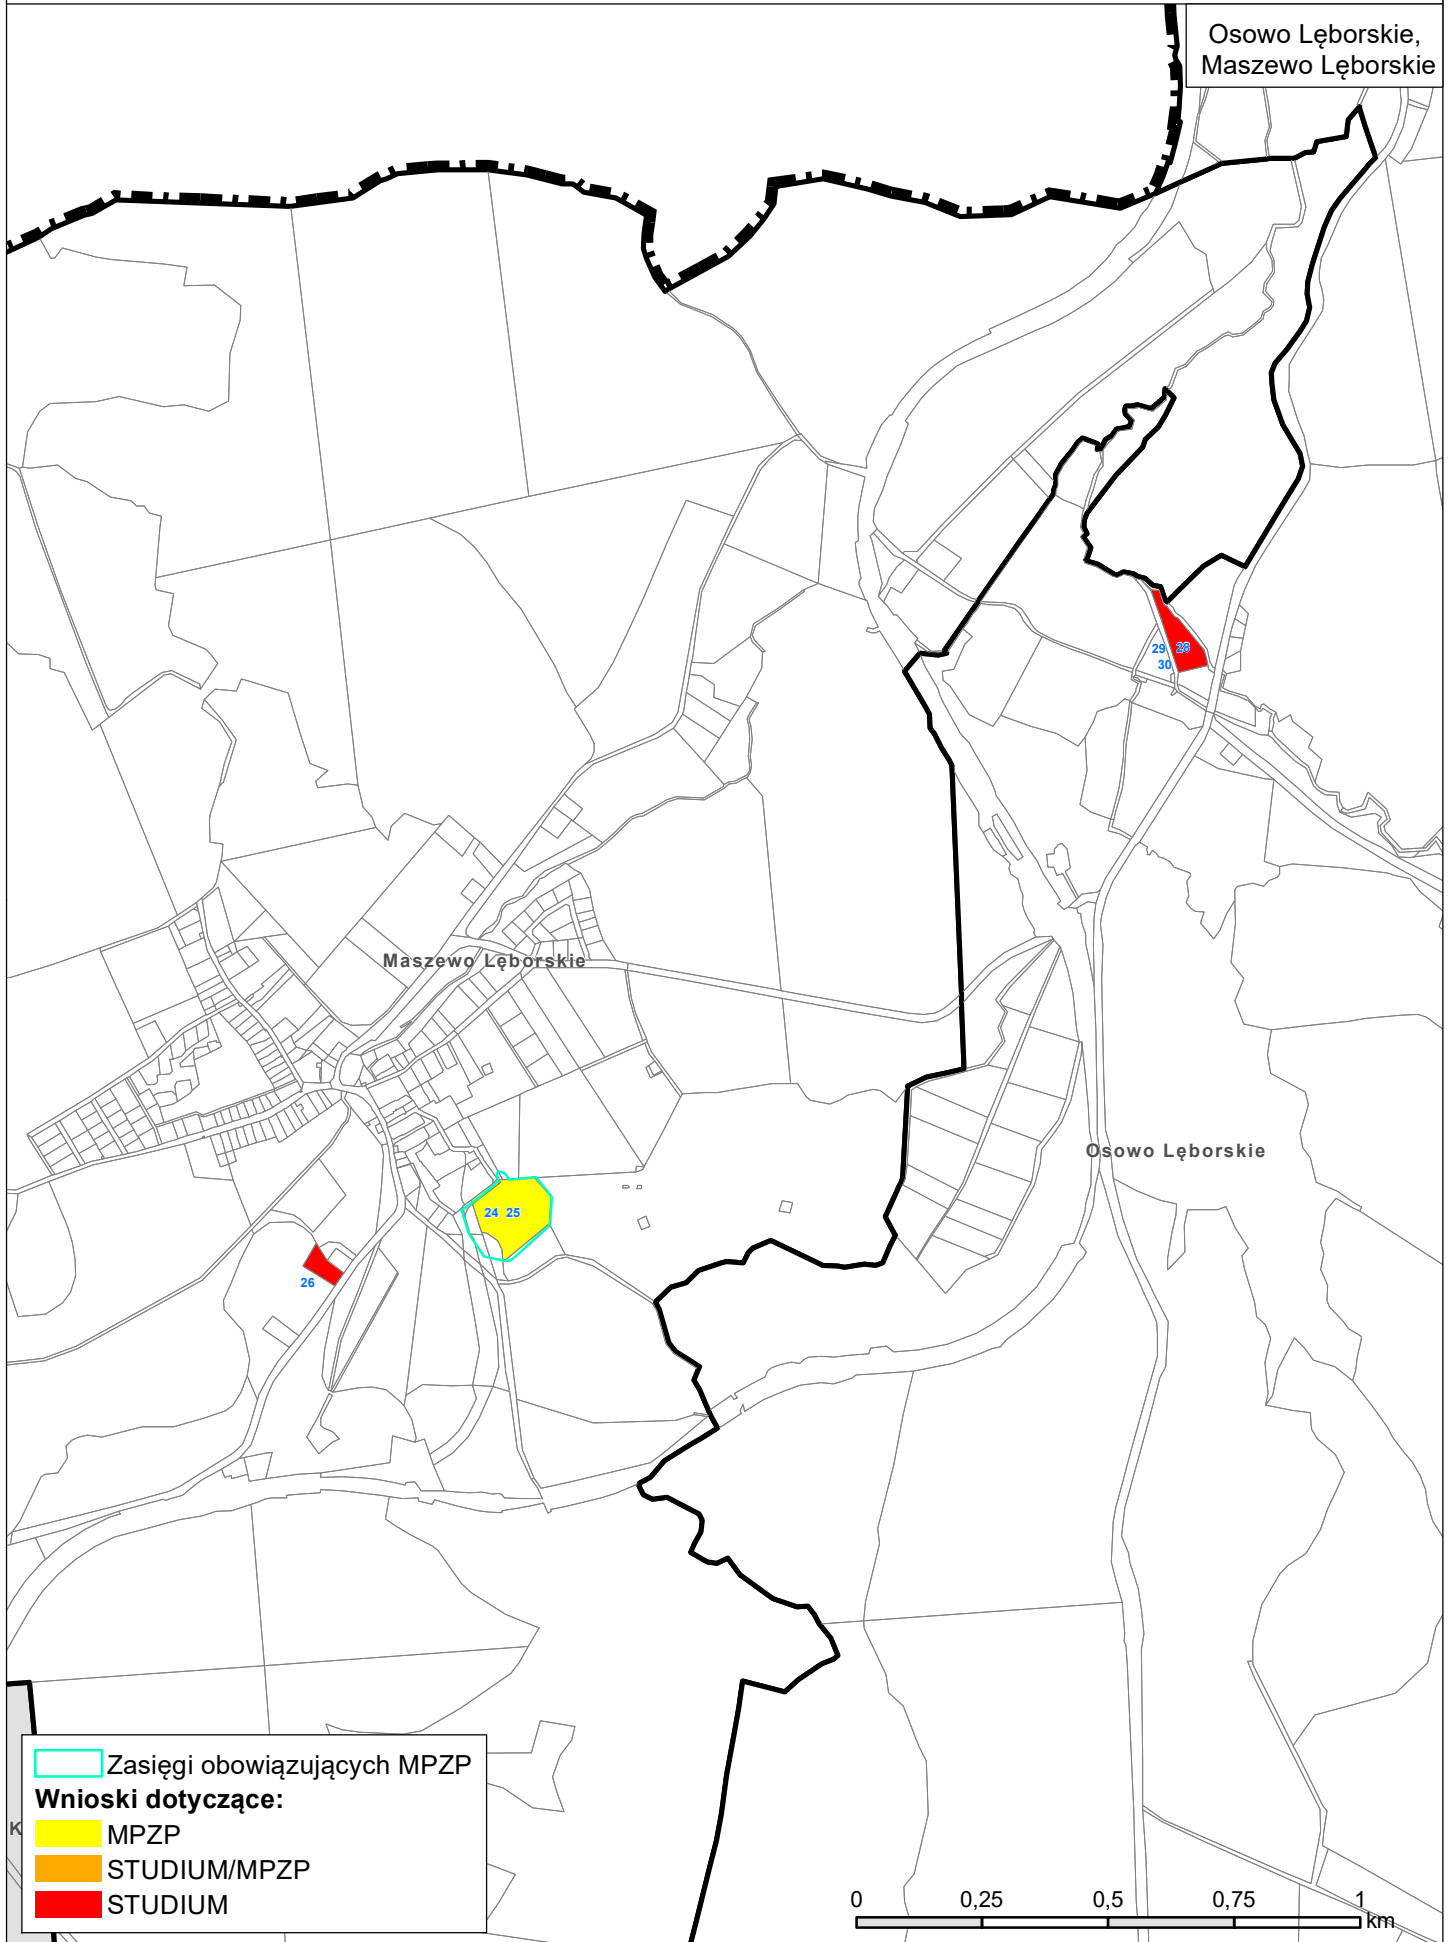 Osowo Lęborskie,
Maszewo Lęborskie
29 28
30
Maszewo Lęborskie
Osowo Lęborskie
24 25
26
Zasięgi obowiązujących MPZP
Wnioski dotyczące:
MPZP
STUDIUM/MPZP
STUDIUM
K
0 0,25 0,5 0,75 1
km